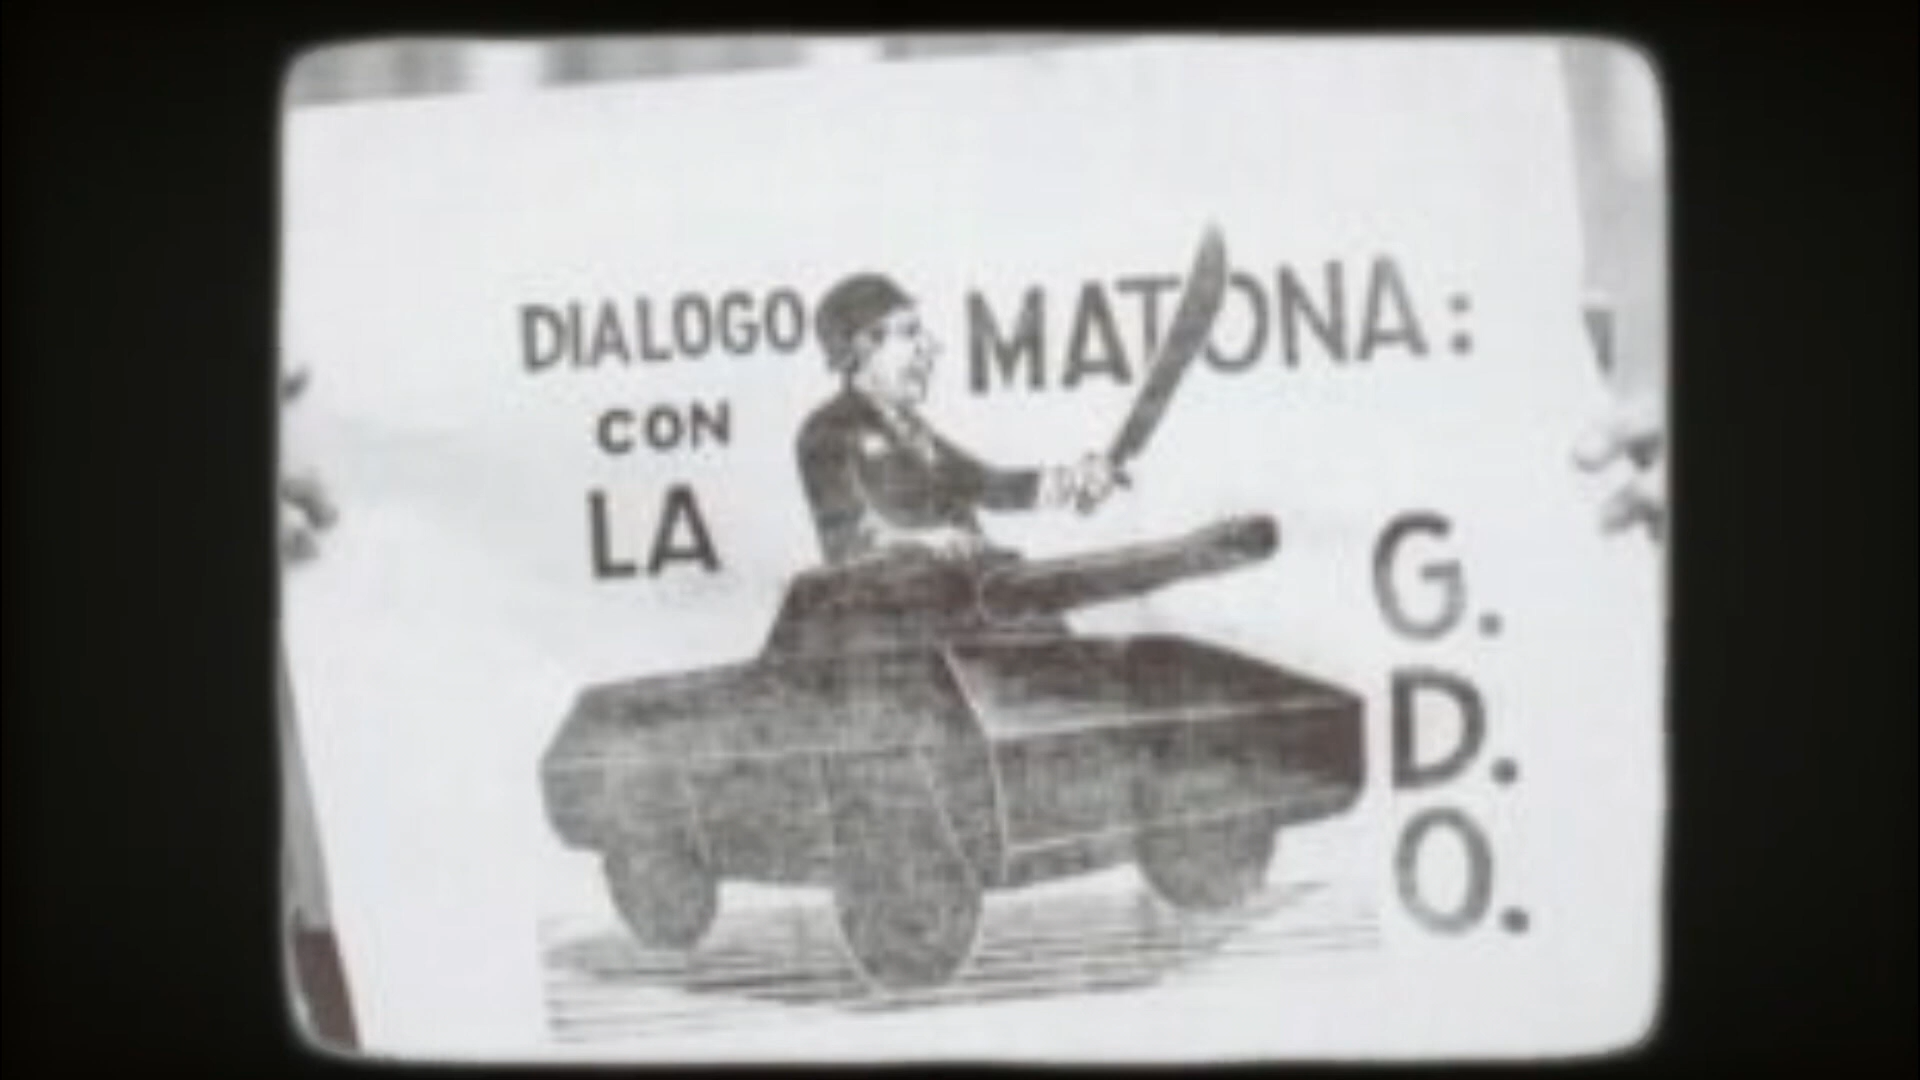 DIALOGO
CON
LA
MATONA:
G.
D.
O.